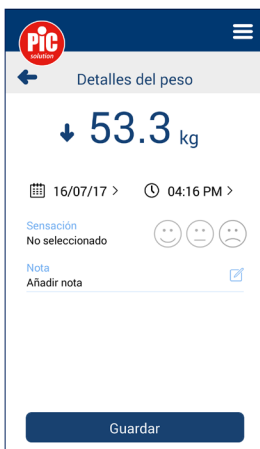 PiC
solution
Detalles del peso
53.3 kg
16/07/17 > 04:16 PM >
Sensación
No seleccionado
Nota
Añadir nota
Guardar